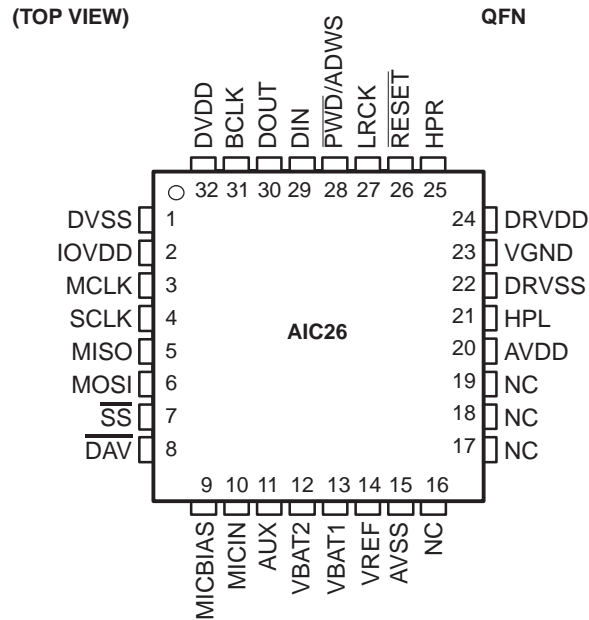 (TOP VIEW)
QFN
DVDD
BCLK
DOUT
DIN
PWD/ADWS
LRCK
RESET
HPR
32 31 30 29 28 27 26 25
DVSS 1
IOVDD 2
MCLK 3
SCLK 4
MISO 5
MOSI 6
SS 7
DAV 8
AIC26
24 DRVDD
23 VGND
22 DRVSS
21 HPL
20 AVDD
19 NC
18 NC
17 NC
9 10 11 12 13 14 15 16
MICBIAS
MICIN
AUX
VBAT2
VBAT1
VREF
AVSS
NC